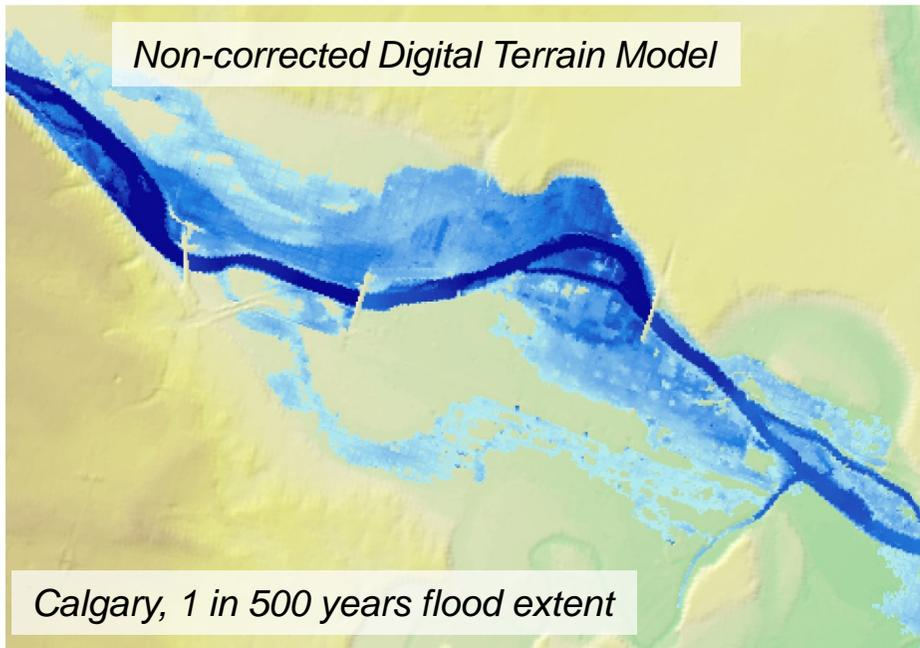 Non-corrected Digital Terrain Model
Calgary, 1 in 500 years flood extent